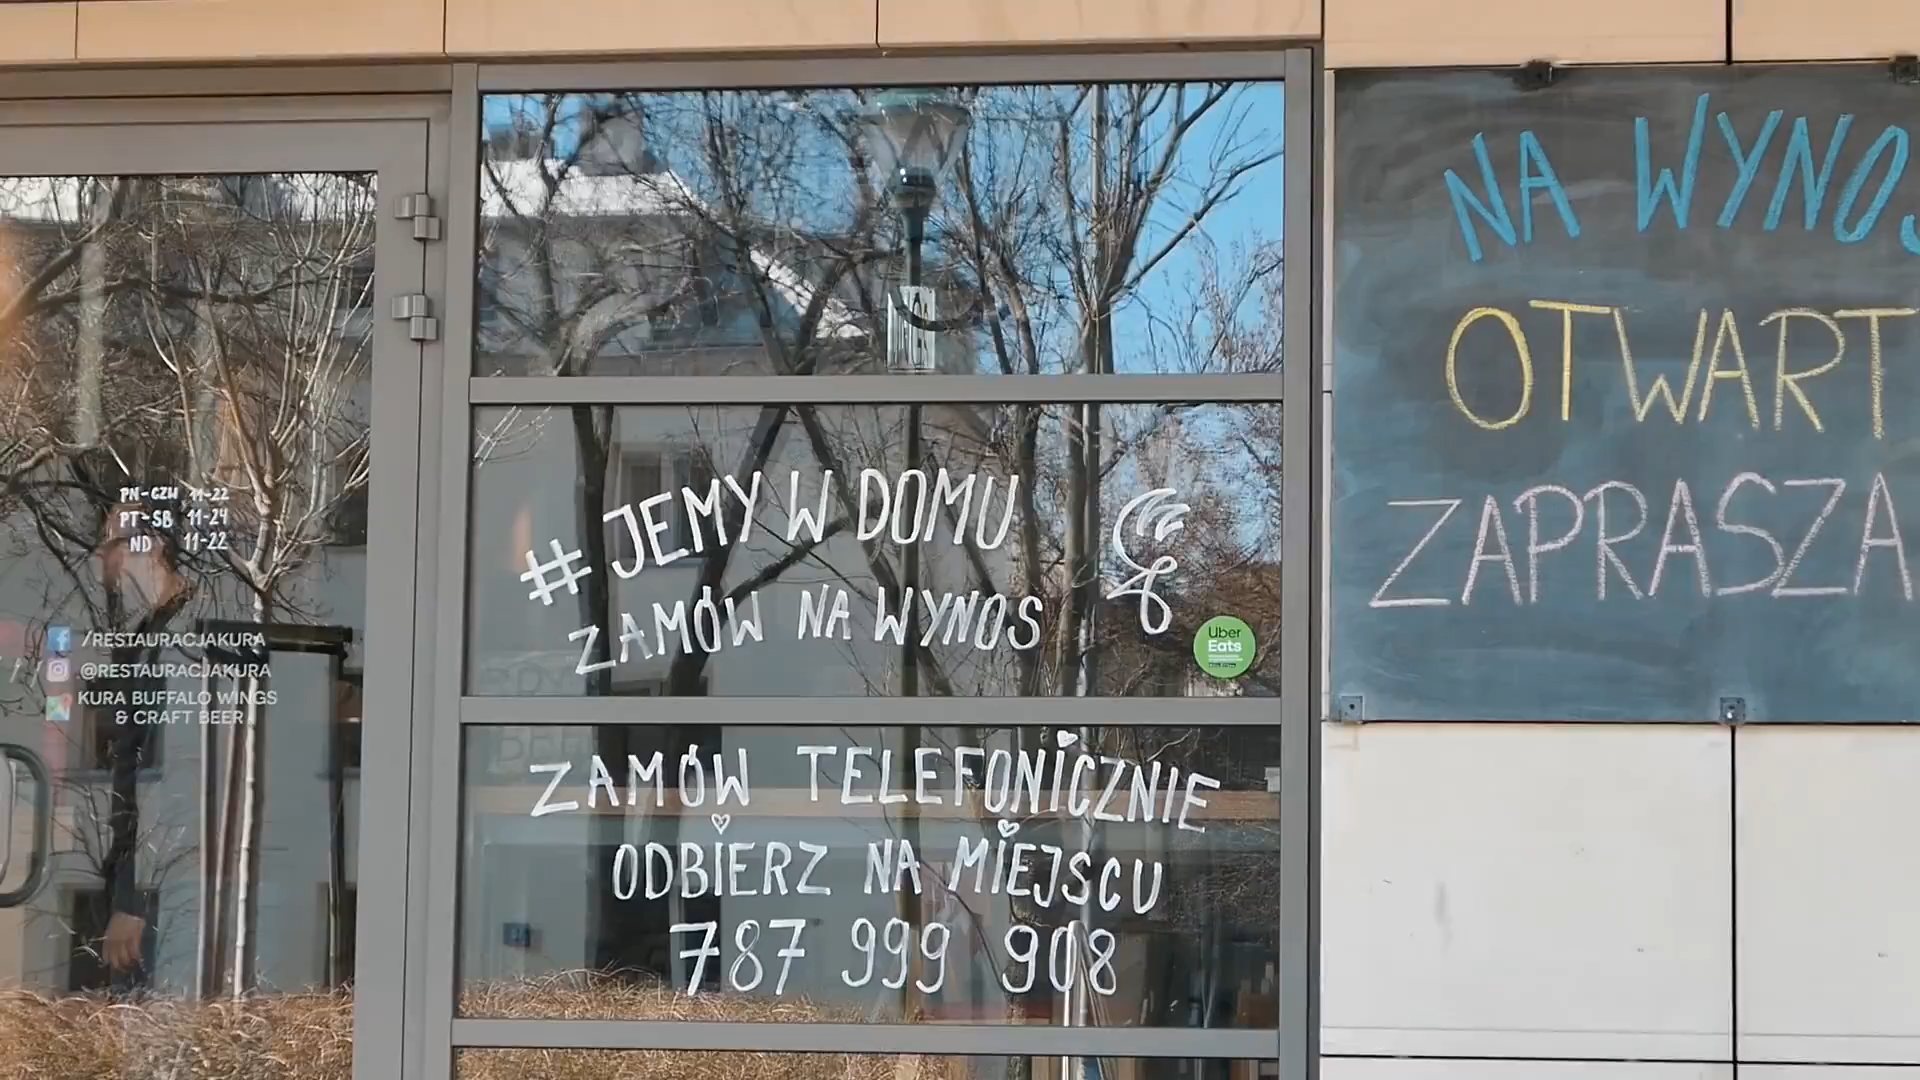 PN-CZW 11-22
PT-SB 11-24
ND 11-22
/RESTAURACJAKURA
@RESTAURACJAKURA
KURA BUFFALO WINGS
& CRAFT BEER
#JEMY W DOMU
ZAMÓW NA WYNOS
Uber
Eats
ZAMÓW TELEFONICZNIE
ODBIERZ NA MIEJSCU
787 999 908
NA WYNOS
OTWART
ZAPRASZA